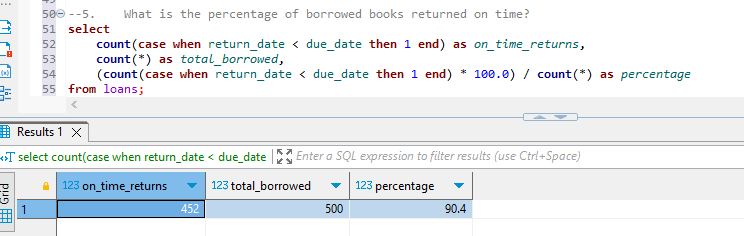 50 --5. What is the percentage of borrowed books returned on time?
51 select
52 count(case when return_date < due_date then 1 end) as on_time_returns,
53 count(*) as total_borrowed,
54 (count(case when return_date < due_date then 1 end) * 100.0) / count(*) as percentage
55 from loans;
Results 1
select count(case when return_date < due_date Enter a SQL expression to filter results (use Ctrl+Space)
Grid
123 on_time_returns 123 total_borrowed 123 percentage
1 452 500 90.4